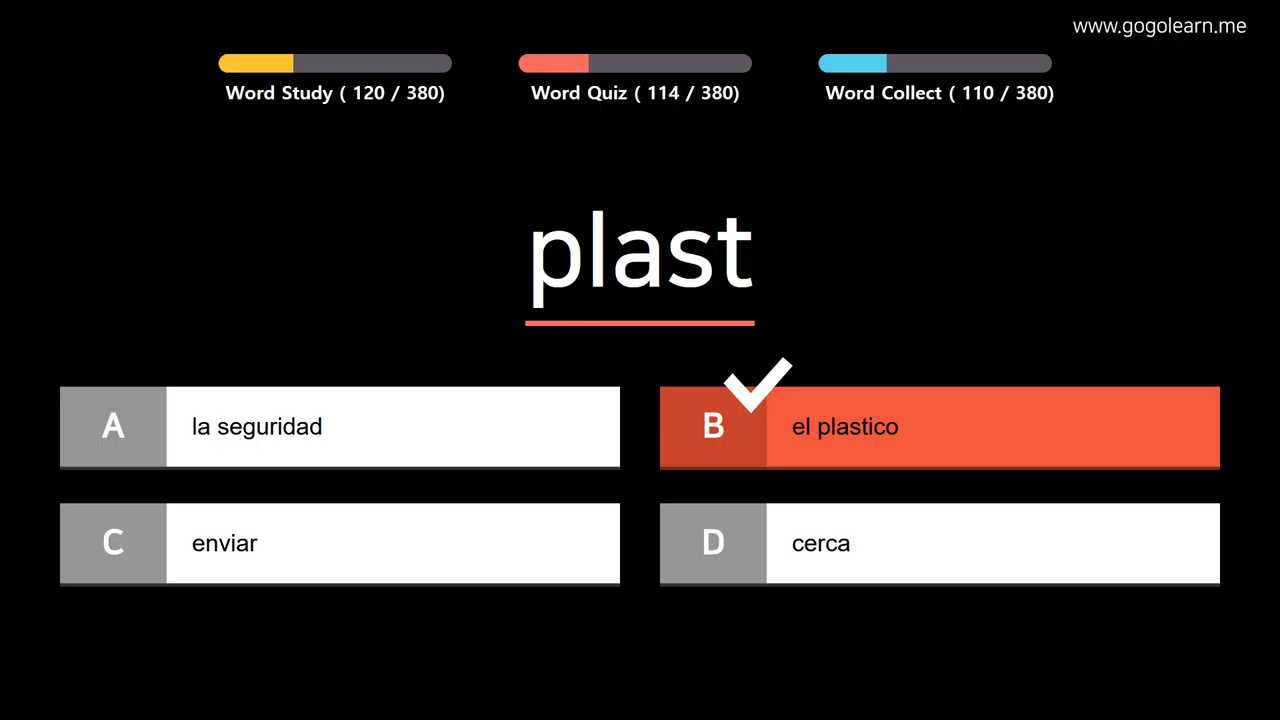 www.gogolearn.me
Word Study ( 120 / 380) Word Quiz ( 114 / 380) Word Collect ( 110 / 380)
plast
A la seguridad
B el plastico
C enviar
D cerca